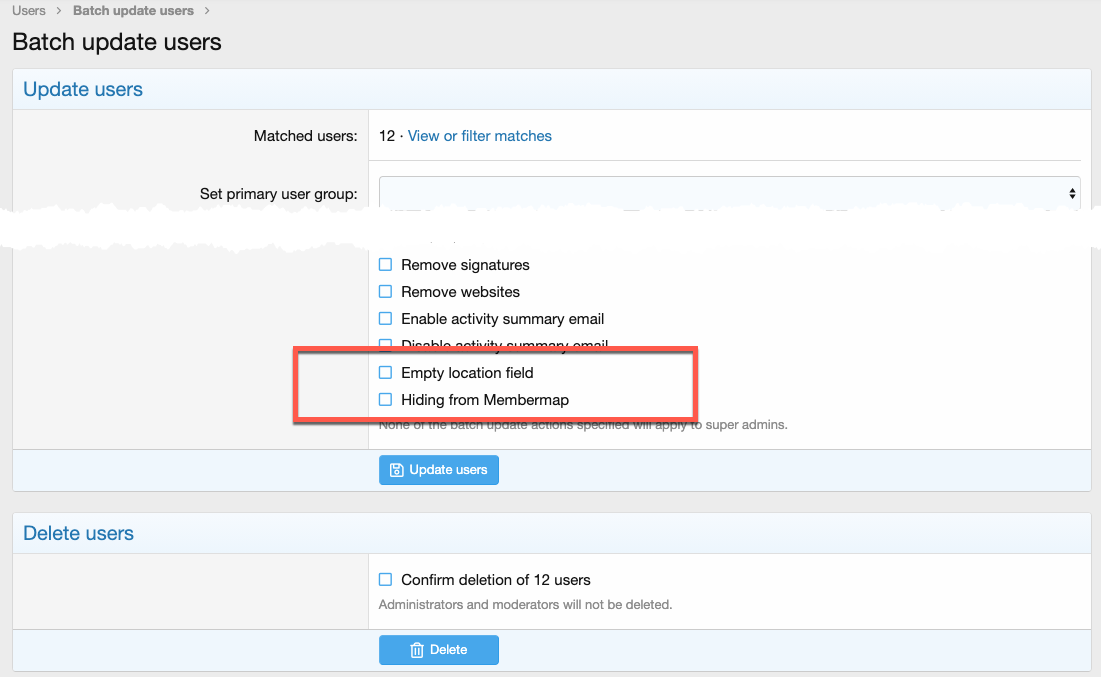 Users > Batch update users >
Batch update users
Update users
Matched users: 12 · View or filter matches
Set primary user group:
Remove signatures
Remove websites
Enable activity summary email
Disable activity summary email
Empty location field
Hiding from Membermap
None of the batch update actions specified will apply to super admins.
Update users
Delete users
Confirm deletion of 12 users
Administrators and moderators will not be deleted.
Delete